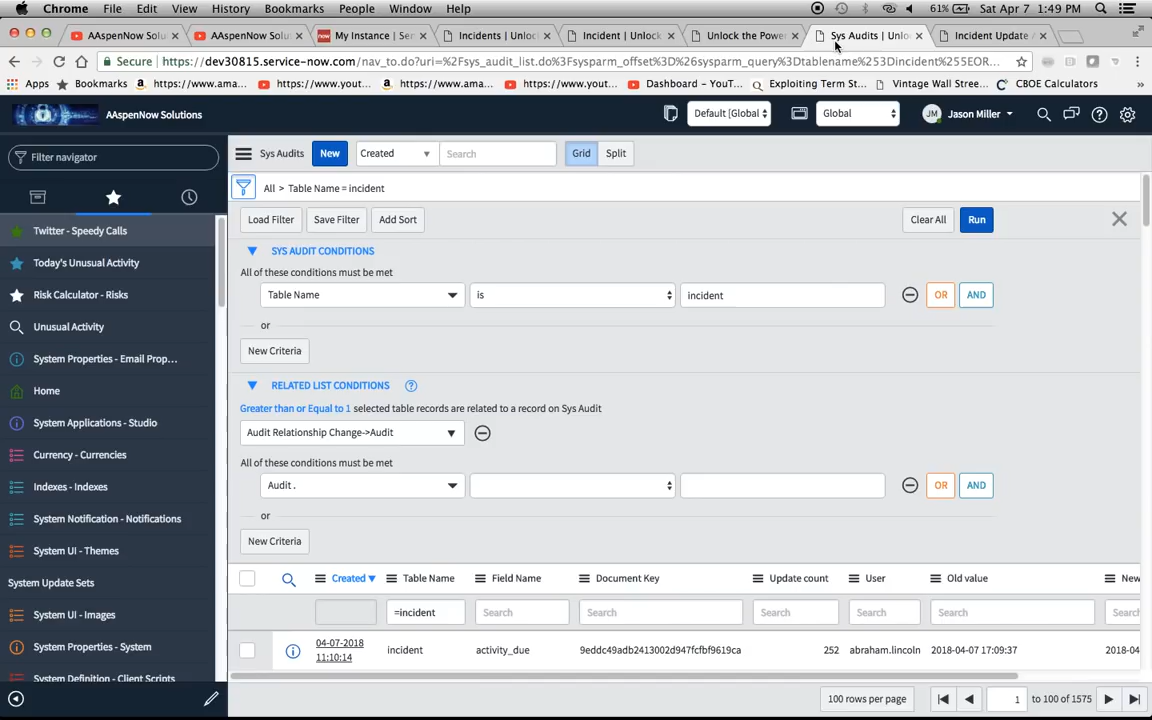 Chrome File Edit View History Bookmarks People Window Help 61% Sat Apr 7 1:49 PM
AAspenNow Solut AAspenNow Soluti My Instance | Serv Incidents | Unloc Incident | Unlock Unlock the Power Sys Audits | Unloc Incident Update A
Secure https://dev30815.service-now.com/nav_to.do?uri=%2Fsys_audit_list.do%3Fsysparm_offset%3D%26sysparm_query%3Dtablename%253Dincident%255EOR...
Apps Bookmarks https://www.ama... https://www.yout... https://www.ama... https://www.yout... Dashboard - YouT... Exploiting Term St... Vintage Wall Street... CBOE Calculators »
AAspenNow Solutions Default [Global Global JM Jason Miller
Filter navigator
Sys Audits New Created Search Grid Split
All > Table Name = incident
Load Filter Save Filter Add Sort Clear All Run
Twitter - Speedy Calls
Today's Unusual Activity
Risk Calculator - Risks
Unusual Activity
System Properties - Email Prop...
Home
System Applications - Studio
Currency - Currencies
Indexes - Indexes
System Notification - Notifications
System UI - Themes
System Update Sets
System UI - Images
System Properties - System
System Definition - Client Scripts
SYS AUDIT CONDITIONS
All of these conditions must be met
Table Name is incident OR AND
or
New Criteria
RELATED LIST CONDITIONS
Greater than or Equal to 1 selected table records are related to a record on Sys Audit
Audit Relationship Change->Audit
All of these conditions must be met
Audit . OR AND
or
New Criteria
Created Table Name Field Name Document Key Update count User Old value New
=incident Search Search Search Search Search Search
04-07-2018 11:10:14 incident activity_due 9eddc49adb2413002d947fcfbf9619ca 252 abraham.lincoln 2018-04-07 17:09:37 2018-04
100 rows per page 1 to 100 of 1575